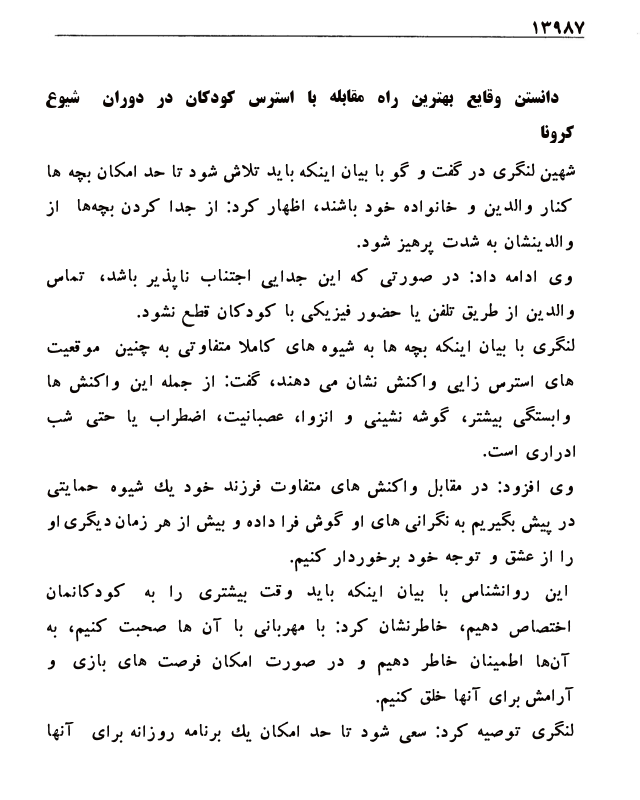 ۱۳۹۸۷
دانستن وقایع بهترین راه مقابله با استرس کودکان در دوران شیوع
کرونا
شهین لنگری در گفت و گو با بیان اینکه باید تلاش شود تا حد امکان بچه ها
کنار والدین و خانواده خود باشند، اظهار کرد: از جدا کردن بچه‌ها از
والدینشان به شدت پرهیز شود.
وی ادامه داد: در صورتی که این جدایی اجتناب ناپذیر باشد، تماس
والدین از طریق تلفن یا حضور فیزیکی با کودکان قطع نشود.
لنگری با بیان اینکه بچه ها به شیوه های کاملا متفاوتی به چنین موقعیت
های استرس زایی واکنش نشان می دهند، گفت: از جمله این واکنش ها
وابستگی بیشتر، گوشه نشینی و انزوا، عصبانیت، اضطراب یا حتی شب
ادراری است.
وی افزود: در مقابل واکنش های متفاوت فرزند خود یك شیوه حمایتی
در پیش بگیریم به نگرانی های او گوش فرا داده و بیش از هر زمان دیگری او
را از عشق و توجه خود برخوردار کنیم.
این روانشناس با بیان اینکه باید وقت بیشتری را به کودکانمان
اختصاص دهیم، خاطرنشان کرد: با مهربانی با آن ها صحبت کنیم، به
آن‌ها اطمینان خاطر دهیم و در صورت امکان فرصت های بازی و
آرامش برای آنها خلق کنیم.
لنگری توصیه کرد: سعی شود تا حد امکان یك برنامه روزانه برای آنها